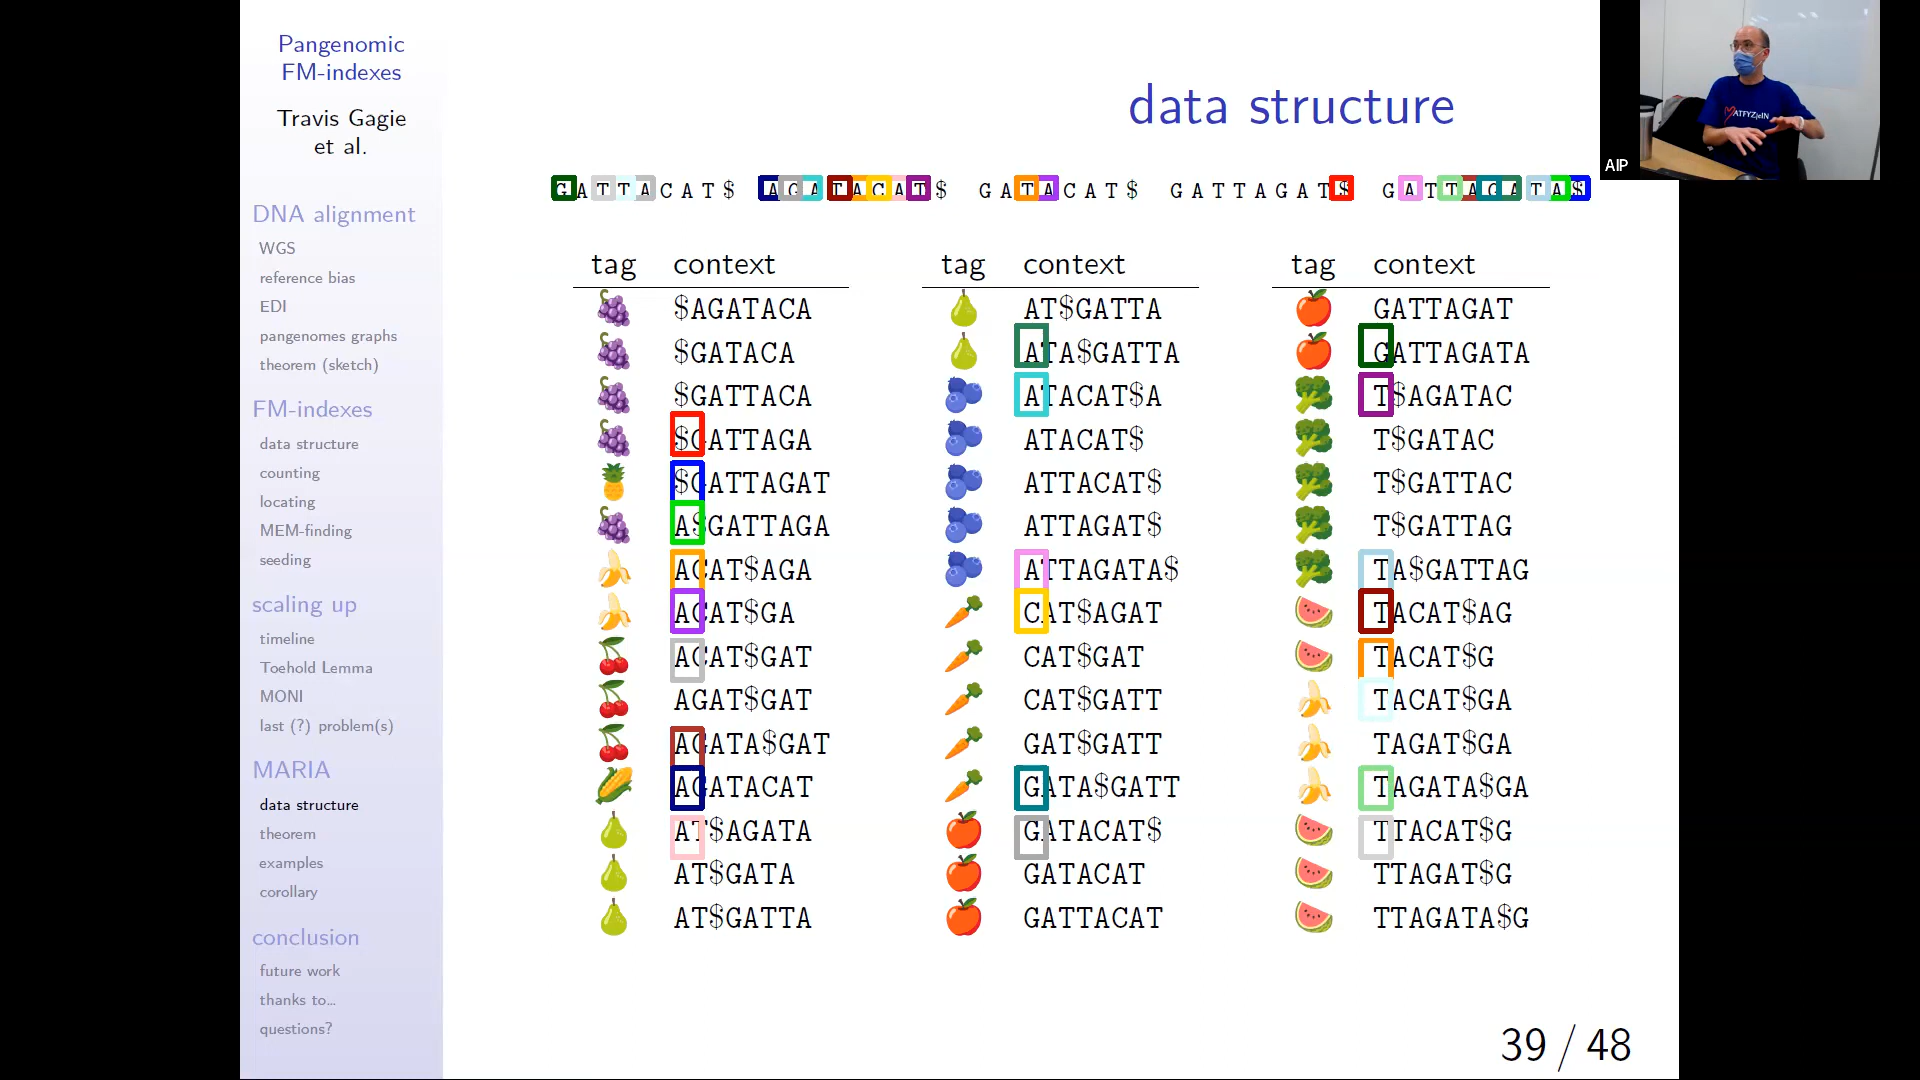 Pangenomic
FM-indexes
Travis Gagie
et al.
DNA alignment
WGS
reference bias
EDI
pangenomes graphs
theorem (sketch)
FM-indexes
data structure
counting
locating
MEM-finding
seeding
scaling up
timeline
Toehold Lemma
MONI
last (?) problem(s)
MARIA
data structure
theorem
examples
corollary
conclusion
future work
thanks to...
questions?
data structure
GATTACAT$ AGATACAT$ GATACAT$ GATTAGAT$ GATTAGATA$
tag context
$AGATACA
$GATACA
$GATTACA
$GATTAGA
$GATTAGAT
A$GATTAGA
ACAT$AGA
ACAT$GA
ACAT$GAT
AGAT$GAT
AGATA$GAT
AGATACAT
AT$AGATA
AT$GATA
AT$GATTA
tag context
AT$GATTA
ATA$GATTA
ATACAT$A
ATACAT$
ATTACAT$
ATTAGAT$
ATTAGATA$
CAT$AGAT
CAT$GAT
CAT$GATT
GAT$GATT
GATA$GATT
GATACAT$
GATACAT
GATTACAT
tag context
GATTAGAT
GATTAGATA
T$AGATAC
T$GATAC
T$GATTAC
T$GATTAG
TA$GATTAG
TACAT$AG
TACAT$G
TACAT$GA
TAGAT$GA
TAGATA$GA
TTACAT$G
TTAGAT$G
TTAGATA$G
39 / 48
AIP